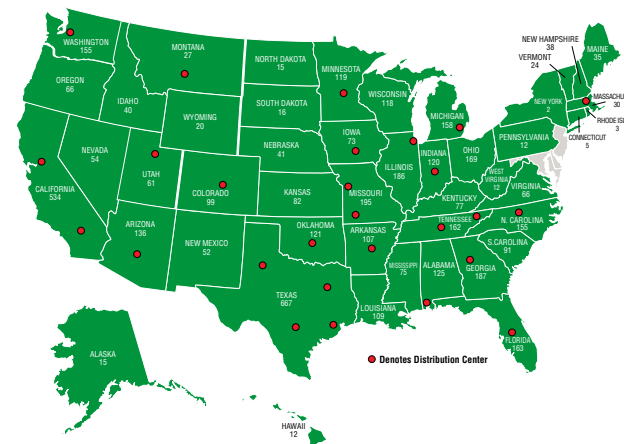 WASHINGTON
155
OREGON
66
CALIFORNIA
534
NEVADA
54
IDAHO
40
MONTANA
27
WYOMING
20
UTAH
61
ARIZONA
136
COLORADO
99
NEW MEXICO
52
NORTH DAKOTA
15
SOUTH DAKOTA
16
NEBRASKA
41
KANSAS
82
OKLAHOMA
121
TEXAS
667
MINNESOTA
119
IOWA
73
MISSOURI
195
ARKANSAS
107
LOUISIANA
109
WISCONSIN
118
ILLINOIS
186
MICHIGAN
158
INDIANA
120
OHIO
169
KENTUCKY
77
TENNESSEE
162
MISSISSIPPI
75
ALABAMA
125
GEORGIA
187
FLORIDA
163
S.CAROLINA
91
N. CAROLINA
155
VIRGINIA
66
WEST
VIRGINIA
12
PENNSYLVANIA
12
NEW YORK
2
VERMONT
24
NEW HAMPSHIRE
38
MAINE
35
MASSACHU
30
RHODE IS
3
CONNECTICUT
5
ALASKA
15
HAWAII
12
Denotes Distribution Center